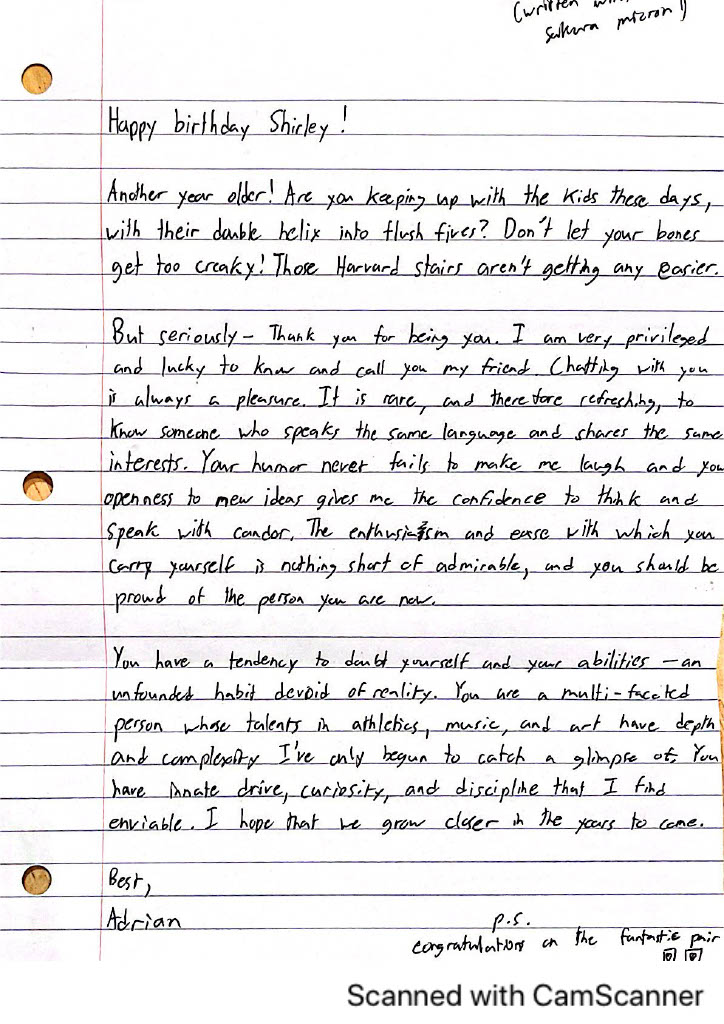 (written with
sakura micron!)
Happy birthday Shirley!
Another year older! Are you keeping up with the kids these days,
with their double helix into flush fives? Don't let your bones
get too creaky! Those Harvard stairs aren't getting any easier.
But seriously - Thank you for being you. I am very privileged
and lucky to know and call you my friend. Chatting with you
is always a pleasure. It is rare, and therefore refreshing, to
know someone who speaks the same language and shares the same
interests. Your humor never fails to make me laugh and you
openness to new ideas gives me the confidence to think and
speak with candor. The enthusiasm and ease with which you
carry yourself is nothing short of admirable, and you should be
proud of the person you are now.
You have a tendency to doubt yourself and your abilities - an
unfounded habit devoid of reality. You are a multi-faceted
person whose talents in athletics, music, and art have depth
and complexity I've only begun to catch a glimpse of. You
have innate drive, curiosity, and discipline that I find
enviable. I hope that we grow closer in the years to come.
Best,
Adrian
p.s.
congratulations on the fantastic pair
Scanned with CamScanner